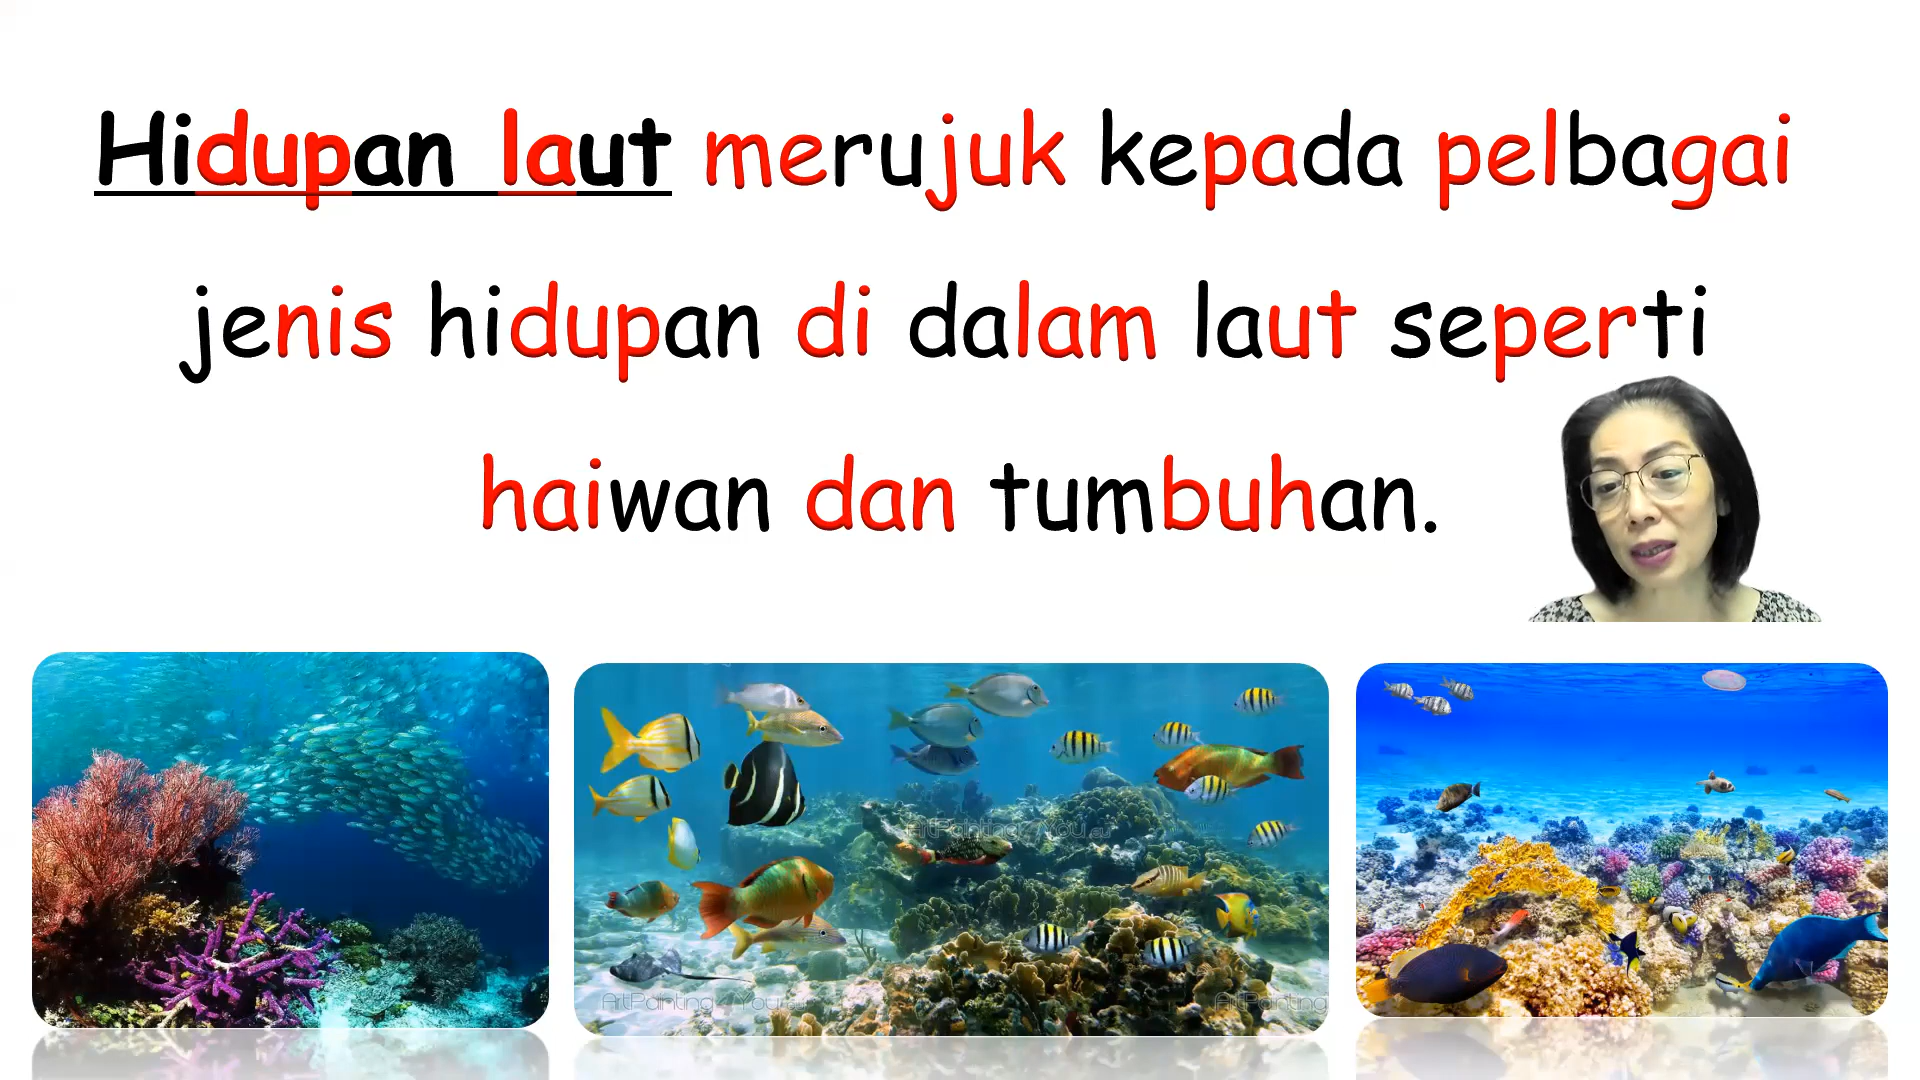 Hidupan laut merujuk kepada pelbagai
jenis hidupan di dalam laut seperti
haiwan dan tumbuhan.